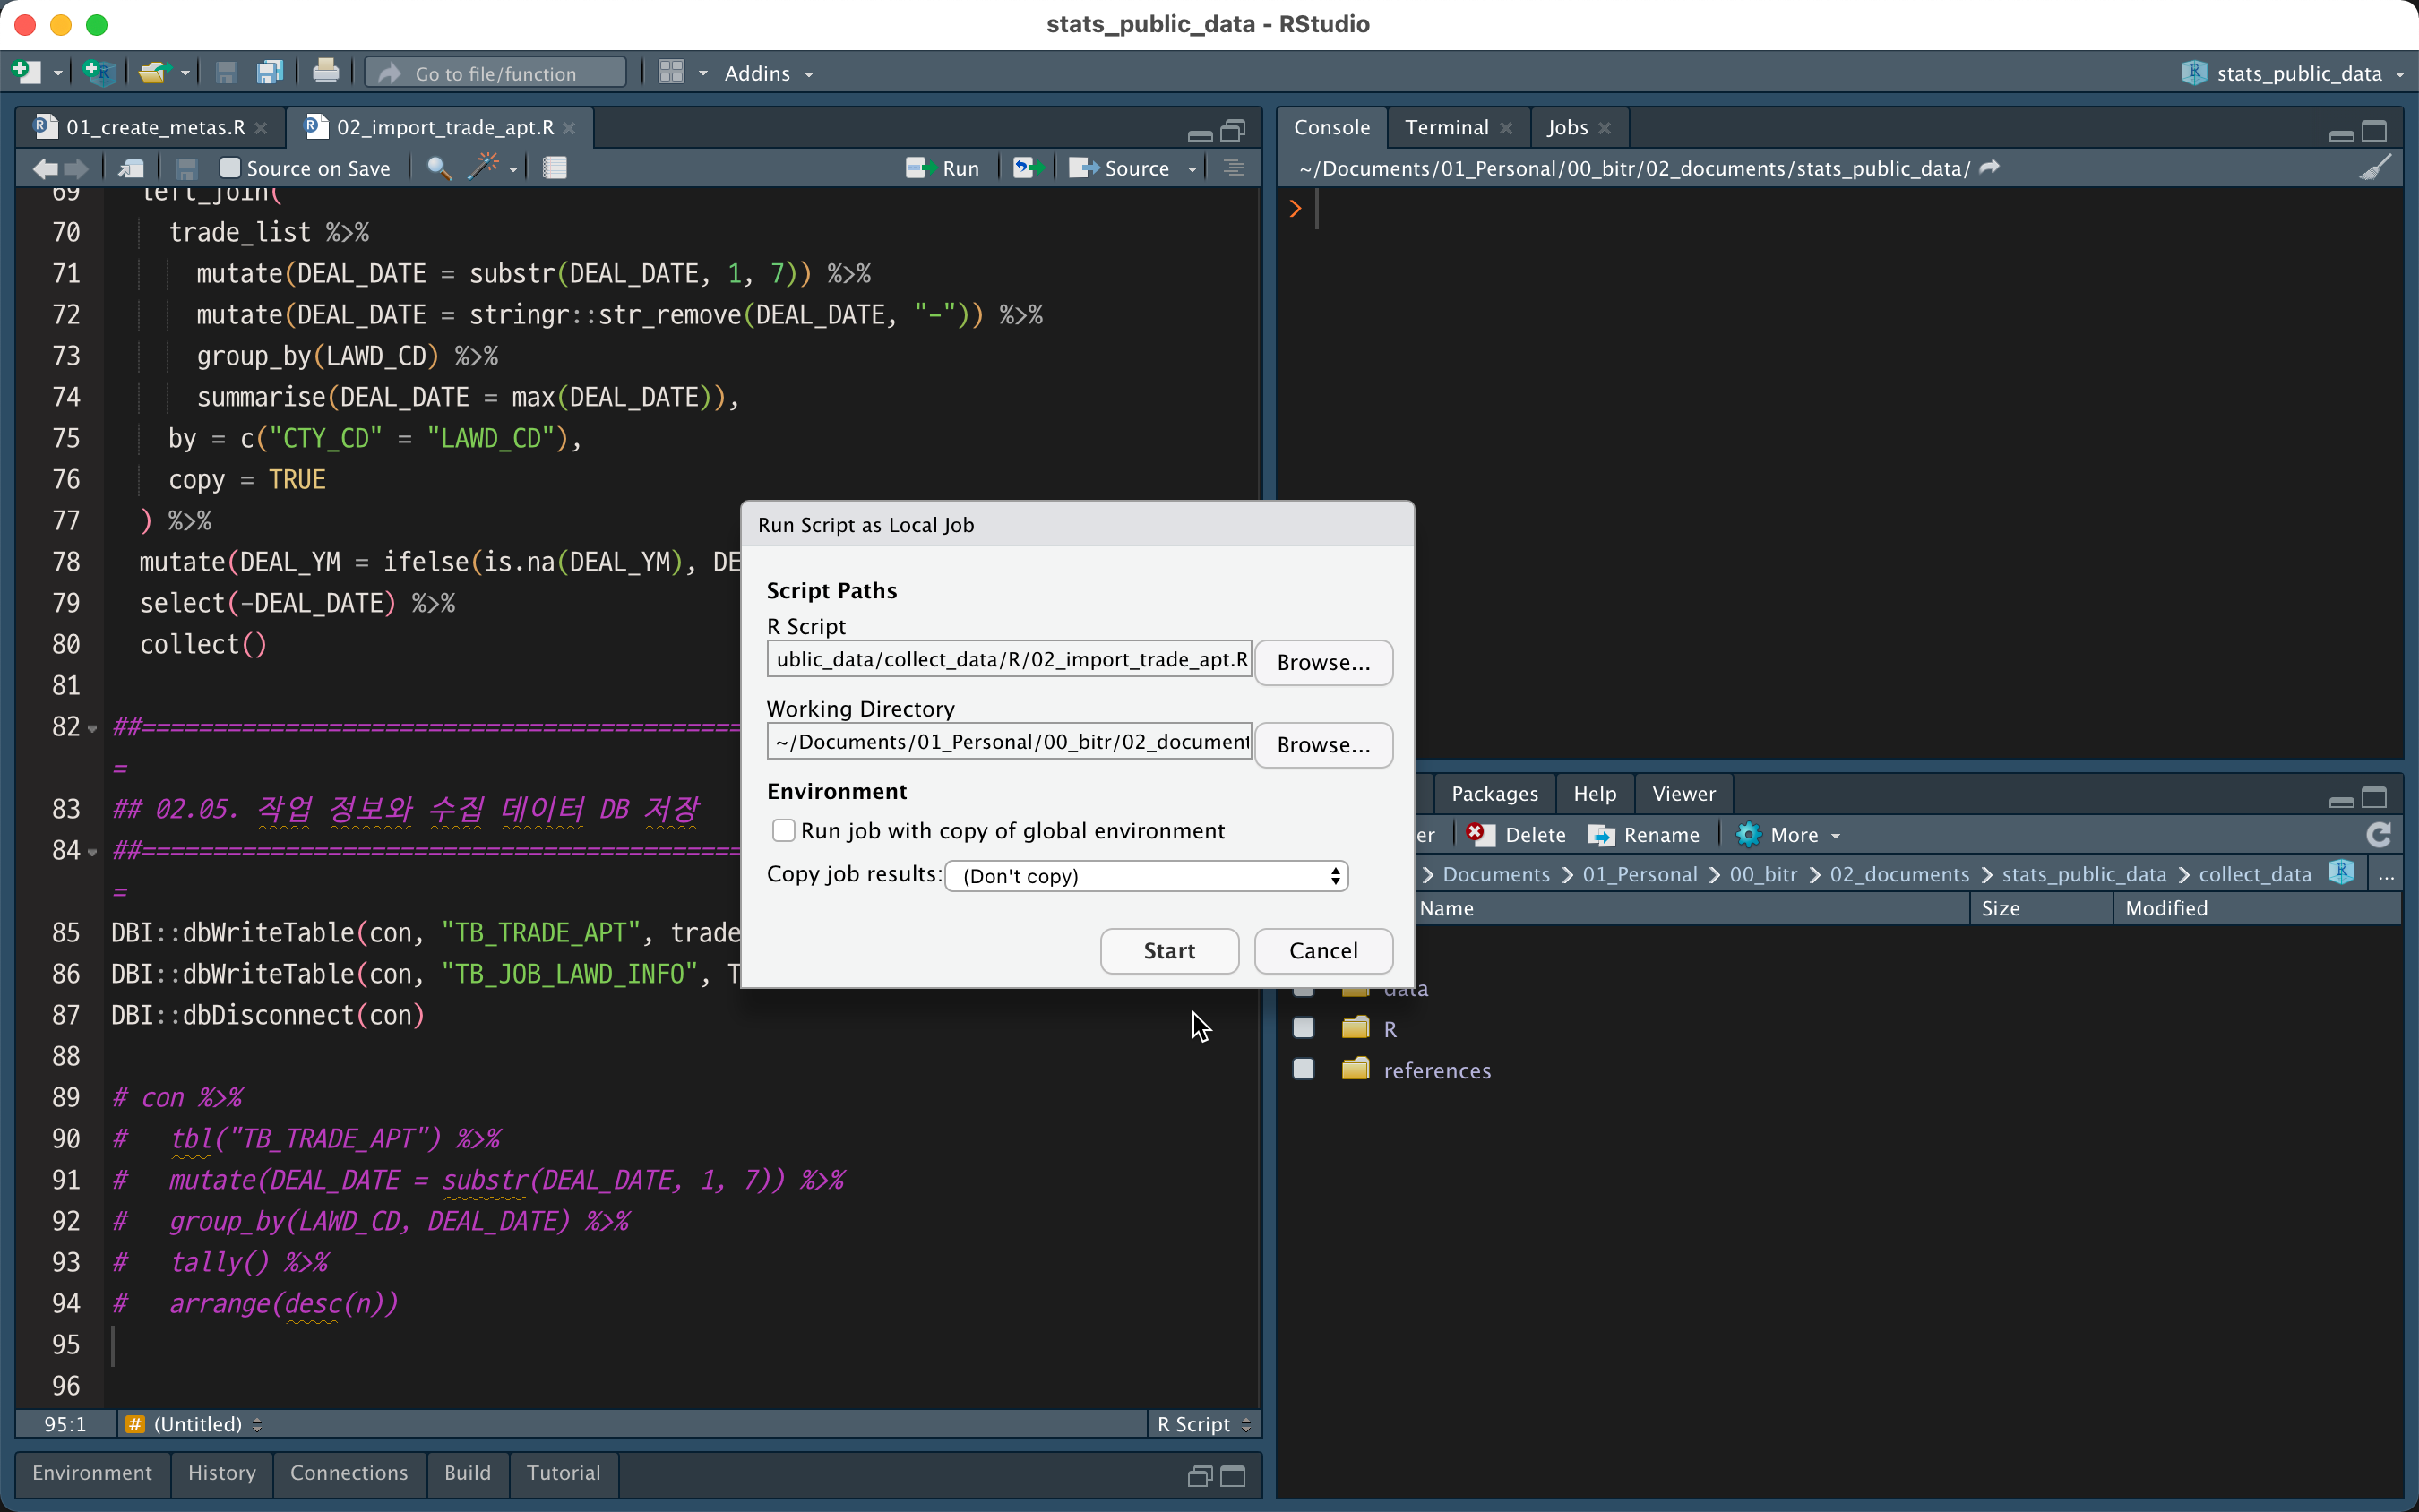 stats_public_data - RStudio
Go to file/function
Addins
stats_public_data
01_create_metas.R
02_import_trade_apt.R
Source on Save
Run
Source
69 left_join(
70 trade_list %>%
71 mutate(DEAL_DATE = substr(DEAL_DATE, 1, 7)) %>%
72 mutate(DEAL_DATE = stringr::str_remove(DEAL_DATE, "-")) %>%
73 group_by(LAWD_CD) %>%
74 summarise(DEAL_DATE = max(DEAL_DATE)),
75 by = c("CTY_CD" = "LAWD_CD"),
76 copy = TRUE
77 ) %>%
78 mutate(DEAL_YM = ifelse(is.na(DEAL_YM), DE
79 select(-DEAL_DATE) %>%
80 collect()
81
82 ##==========================================
=
83 ## 02.05. 작업 정보와 수집 데이터 DB 저장
84 ##==========================================
=
85 DBI::dbWriteTable(con, "TB_TRADE_APT", trade
86 DBI::dbWriteTable(con, "TB_JOB_LAWD_INFO", T
87 DBI::dbDisconnect(con)
88
89 # con %>%
90 # tbl("TB_TRADE_APT") %>%
91 # mutate(DEAL_DATE = substr(DEAL_DATE, 1, 7)) %>%
92 # group_by(LAWD_CD, DEAL_DATE) %>%
93 # tally() %>%
94 # arrange(desc(n))
95
96
95:1
# (Untitled)
R Script
Environment
History
Connections
Build
Tutorial
Console
Terminal
Jobs
~/Documents/01_Personal/00_bitr/02_documents/stats_public_data/
>
Run Script as Local Job
Script Paths
R Script
ublic_data/collect_data/R/02_import_trade_apt.R
Browse...
Working Directory
~/Documents/01_Personal/00_bitr/02_document
Browse...
Environment
Run job with copy of global environment
Copy job results: (Don't copy)
Start
Cancel
Packages
Help
Viewer
er
Delete
Rename
More
Documents > 01_Personal > 00_bitr > 02_documents > stats_public_data > collect_data
...
Name
Size
Modified
data
R
references